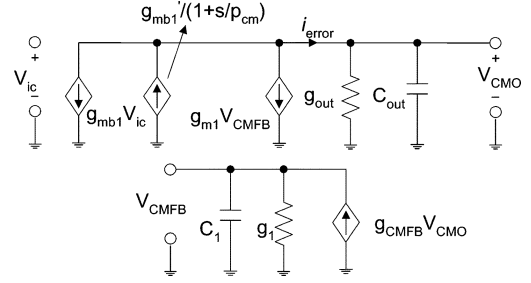 g_mb1'/(1+s/p_cm)
i_error
+
V_ic
−
g_mb1V_ic
g_m1V_CMFB
g_out
C_out
+
V_CMO
−
V_CMFB
C_1
g_1
g_CMFBV_CMO